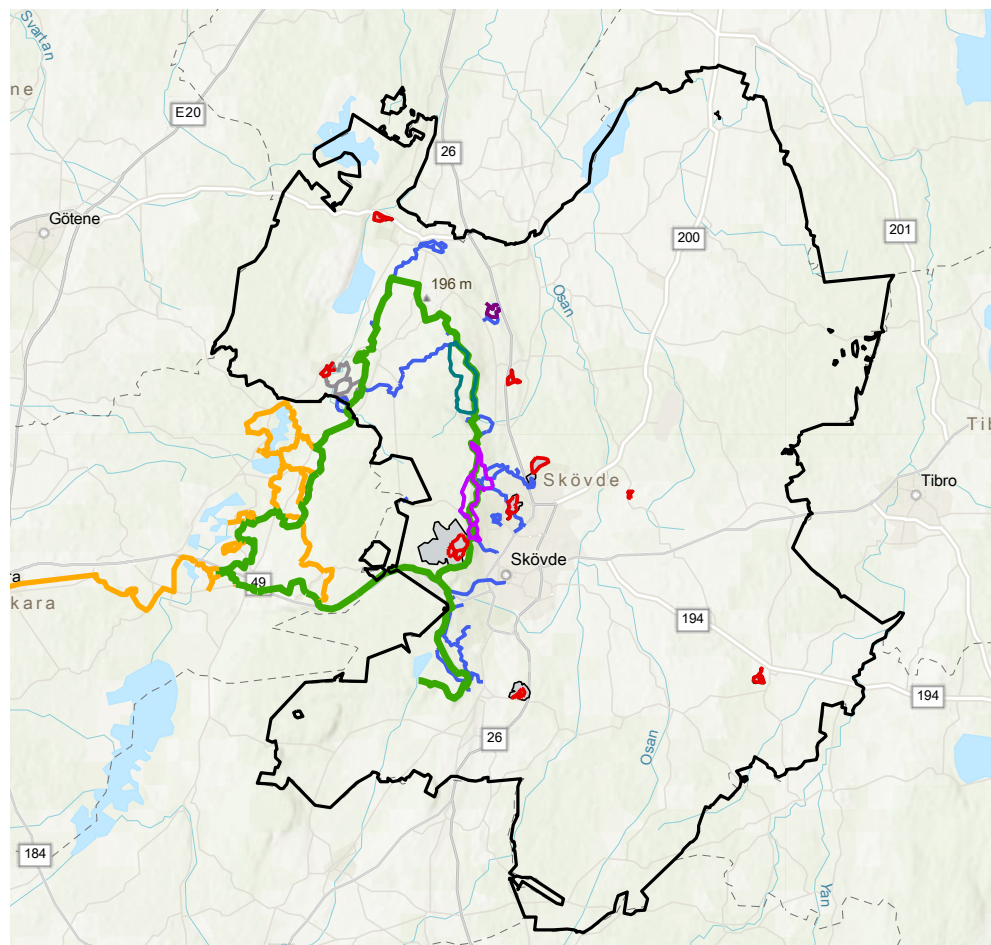 Svartan
ne
E20
26
Götene
200
201
196 m
Osan
Tib
Skövde
Tibro
Skövde
a
49
kara
194
194
26
Osan
184
Yan